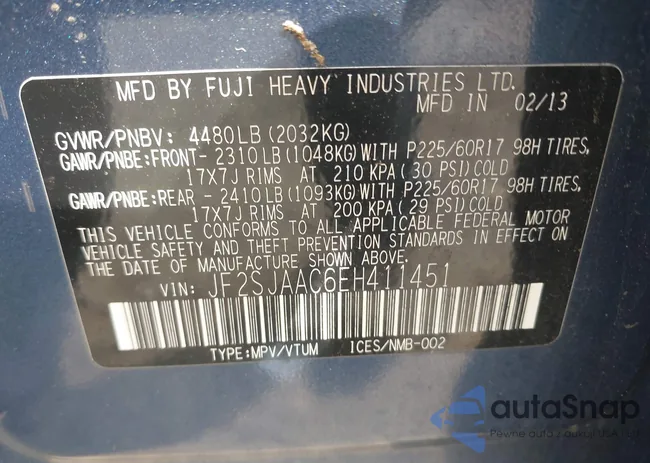 MFD BY FUJI HEAVY INDUSTRIES LTD.
MFD IN 02/13
GVWR/PNBV: 4480LB(2032KG)
GAWR/PNBE:FRONT- 2310LB(1048KG)WITH P225/60R17 98H TIRES,
17X7J RIMS AT 210 KPA(30 PSI)COLD
GAWR/PNBE:REAR - 2410LB(1093KG)WITH P225/60R17 98H TIRES,
17X7J RIMS AT 200 KPA(29 PSI)COLD
THIS VEHICLE CONFORMS TO ALL APPLICABLE FEDERAL MOTOR
VEHICLE SAFETY AND THEFT PREVENTION STANDARDS IN EFFECT ON
THE DATE OF MANUFACTURE SHOWN ABOVE.
VIN: JF2SJAAC6EH411451
TYPE:MPV/VTUM ICES/NMB-002
autoSnap
Pewne auto z aukcji USA